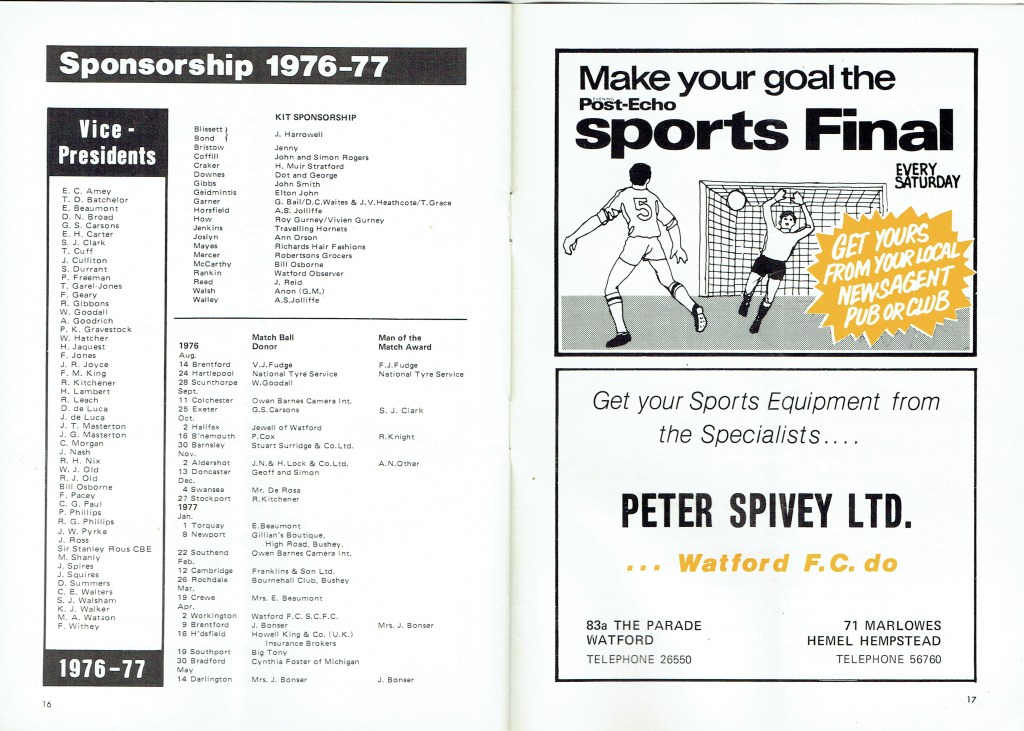 Sponsorship 1976-77
Vice -
Presidents
E. C. Amey
T. D. Batchelor
E. Beaumont
D. N. Broad
G. S. Carsons
E. H. Carter
S. J. Clark
T. Cuff
J. Culliton
S. Durrant
P. Freeman
T. Garel-Jones
F. Geary
R. Gibbons
W. Goodall
A. Goodrich
P. K. Gravestock
W. Hatcher
H. Jaquest
F. Jones
J. R. Joyce
F. M. King
R. Kitchener
H. Lambert
R. Leach
D. de Luca
J. de Luca
J. T. Masterton
J. G. Masterton
C. Morgan
J. Nash
R. H. Nix
W. J. Old
R. J. Old
Bill Osborne
F. Pacey
C. G. Paul
P. Phillips
R. G. Phillips
J. W. Pyrke
J. Ross
Sir Stanley Rous CBE
M. Shanly
J. Spires
J. Squires
D. Summers
C. E. Walters
S. J. Walsham
K. J. Walker
M. A. Watson
F. Withey
1976-77
KIT SPONSORSHIP
Blissett }
Bond } J. Harrowell
Bristow Jenny
Coffill John and Simon Rogers
Craker H. Muir Stratford
Downes Dot and George
Gibbs John Smith
Geidmintis Elton John
Garner G. Bail/D.C.Waites & J.V.Heathcote/T.Grace
Horsfield A.S. Jolliffe
How Roy Gurney/Vivien Gurney
Jenkins Travelling Hornets
Joslyn Ann Orson
Mayes Richards Hair Fashions
Mercer Robertsons Grocers
McCarthy Bill Osborne
Rankin Watford Observer
Reed J. Reid
Walsh Anon (G.M.)
Walley A.S.Jolliffe
1976 Match Ball Donor Man of the Match Award
Aug.
14 Brentford V.J.Fudge F.J.Fudge
24 Hartlepool National Tyre Service National Tyre Service
28 Scunthorpe W.Goodall
Sept.
11 Colchester Owen Barnes Camera Int.
25 Exeter G.S.Carsons S. J. Clark
Oct.
2 Halifax Jewell of Watford
16 B'nemouth P.Cox R.Knight
30 Barnsley Stuart Surridge & Co.Ltd.
Nov.
2 Aldershot J.N.& H.Lock & Co.Ltd. A.N.Other
13 Doncaster Geoff and Simon
Dec.
4 Swansea Mr. De Rosa
27 Stockport R.Kitchener
1977
Jan.
1 Torquay E.Beaumont
8 Newport Gillian's Boutique,
High Road, Bushey.
22 Southend Owen Barnes Camera Int.
Feb.
12 Cambridge Franklins & Son Ltd.
26 Rochdale Bournehall Club, Bushey
Mar.
19 Crewe Mrs. E. Beaumont
Apr.
2 Workington Watford F.C. S.C.F.C.
9 Brentford J. Bonser Mrs. J. Bonser
16 H'dsfield Howell King & Co. (U.K.)
Insurance Brokers
19 Southport Big Tony
30 Bradford Cynthia Foster of Michigan
May
14 Darlington Mrs. J. Bonser J. Bonser
16
Make your goal the
EVENING
Post-Echo
sports Final
EVERY
SATURDAY
5
GET YOURS
FROM YOUR LOCAL
NEWSAGENT
PUB OR CLUB
Get your Sports Equipment from
the Specialists....
PETER SPIVEY LTD.
... Watford F.C. do
83a THE PARADE
WATFORD
TELEPHONE 26550
71 MARLOWES
HEMEL HEMPSTEAD
TELEPHONE 56760
17